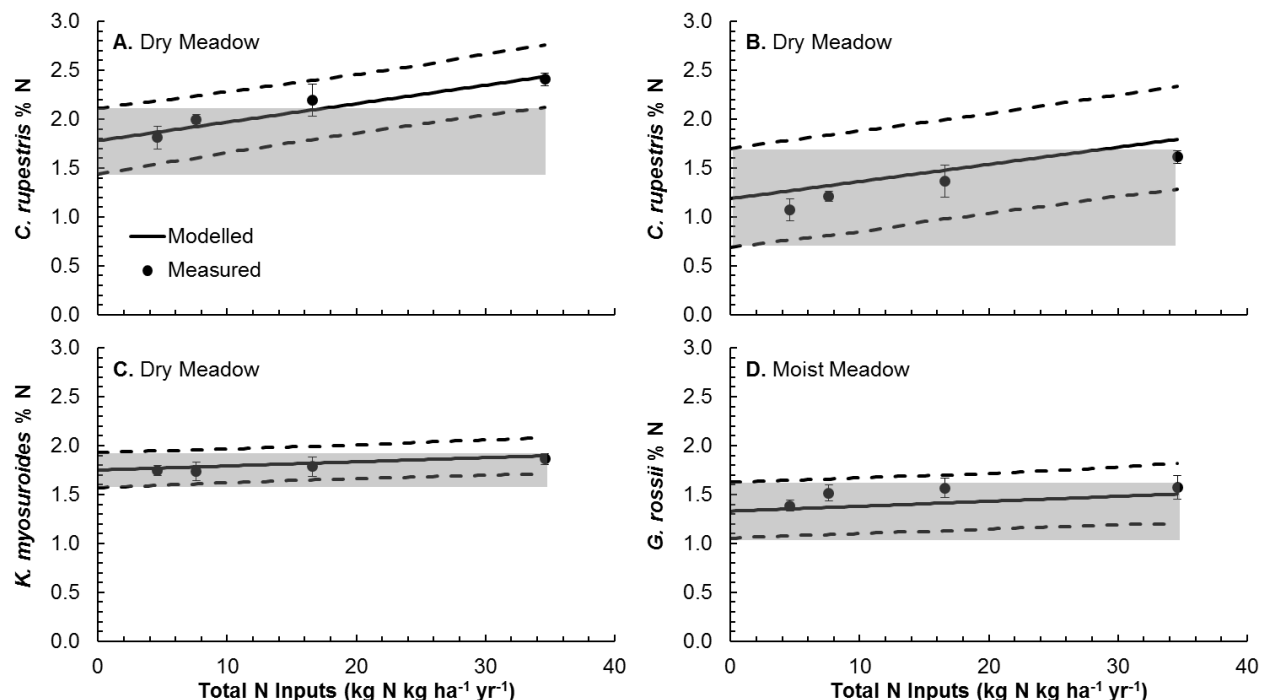 A. Dry Meadow
C. rupestris % N
3.0
2.5
2.0
1.5
1.0
0.5
0.0
Modelled
Measured
B. Dry Meadow
C. rupestris % N
3.0
2.5
2.0
1.5
1.0
0.5
0.0
C. Dry Meadow
K. myosuroides % N
3.0
2.5
2.0
1.5
1.0
0.5
0.0
0 10 20 30 40
Total N Inputs (kg N kg ha⁻¹ yr⁻¹)
D. Moist Meadow
G. rossii % N
3.0
2.5
2.0
1.5
1.0
0.5
0.0
0 10 20 30 40
Total N Inputs (kg N kg ha⁻¹ yr⁻¹)